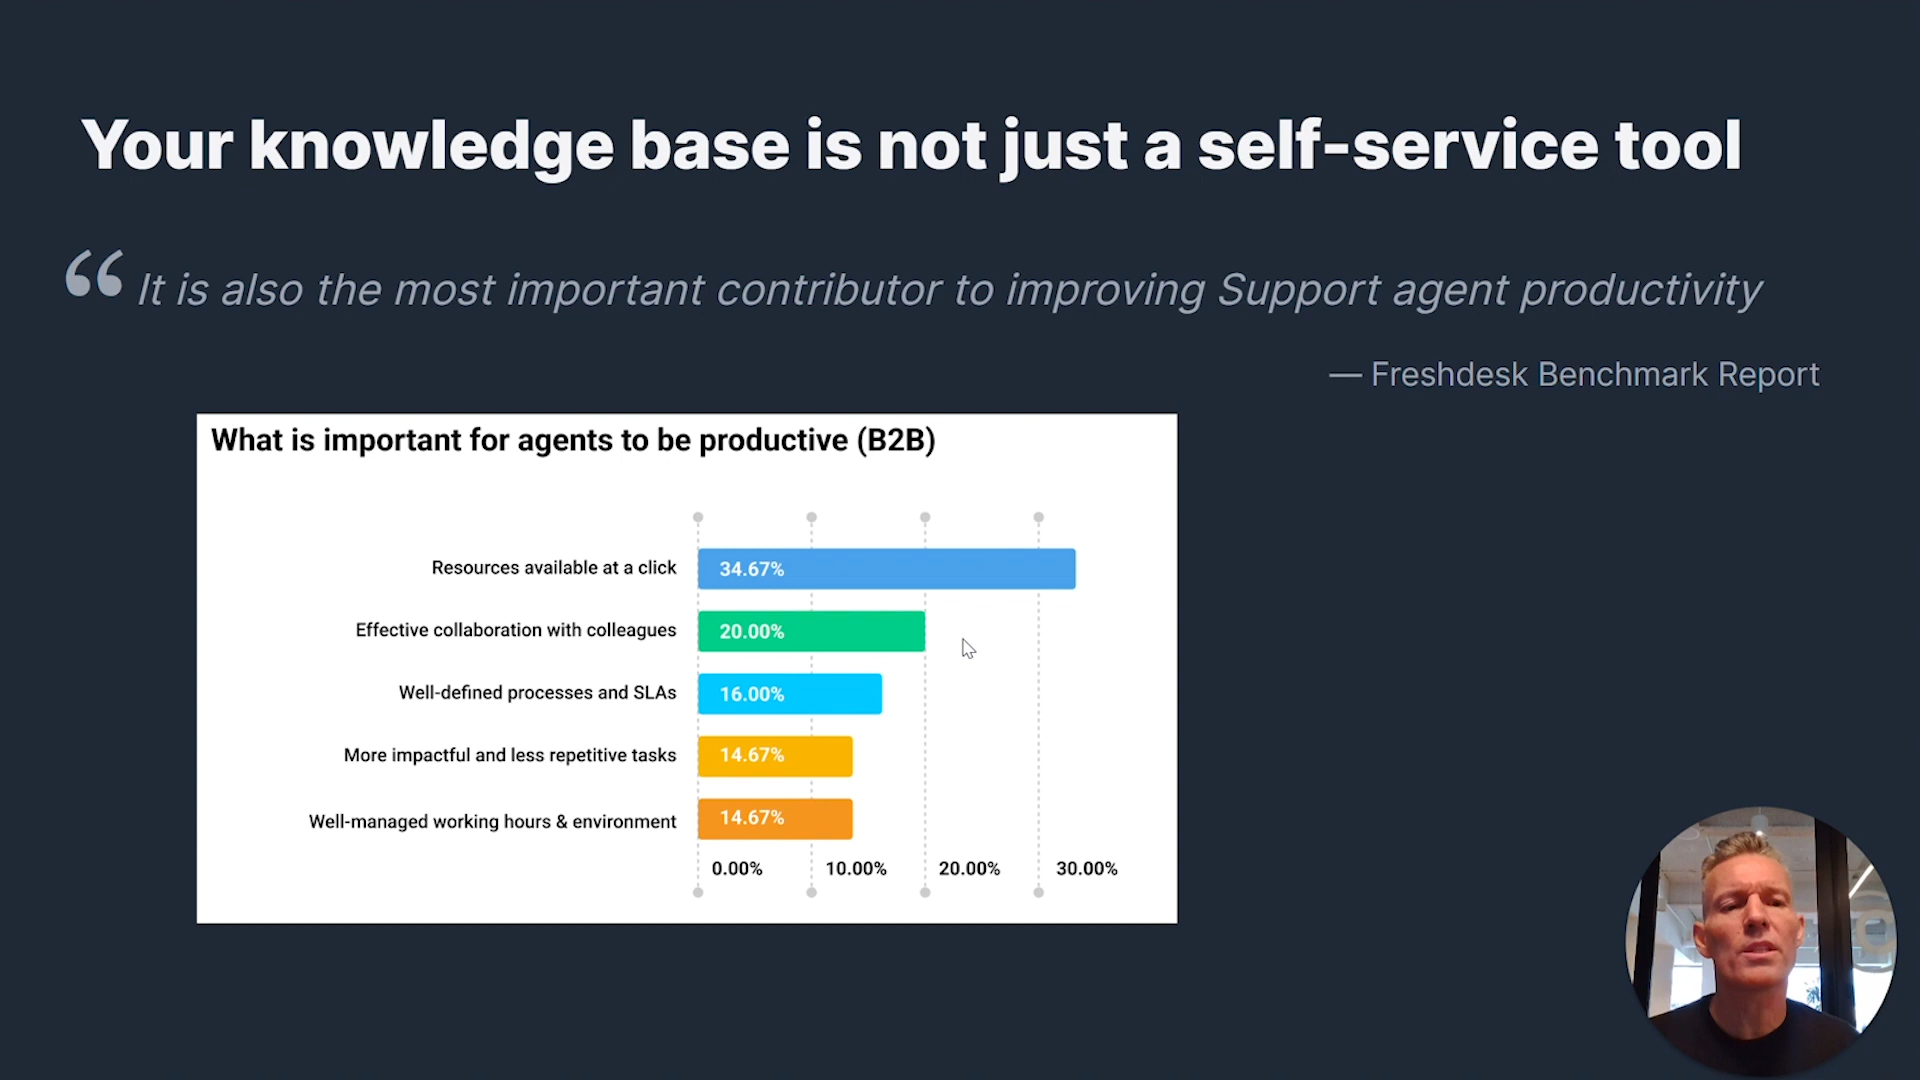 Your knowledge base is not just a self-service tool
“ It is also the most important contributor to improving Support agent productivity
— Freshdesk Benchmark Report
What is important for agents to be productive (B2B)
Resources available at a click
34.67%
Effective collaboration with colleagues
20.00%
Well-defined processes and SLAs
16.00%
More impactful and less repetitive tasks
14.67%
Well-managed working hours & environment
14.67%
0.00% 10.00% 20.00% 30.00%